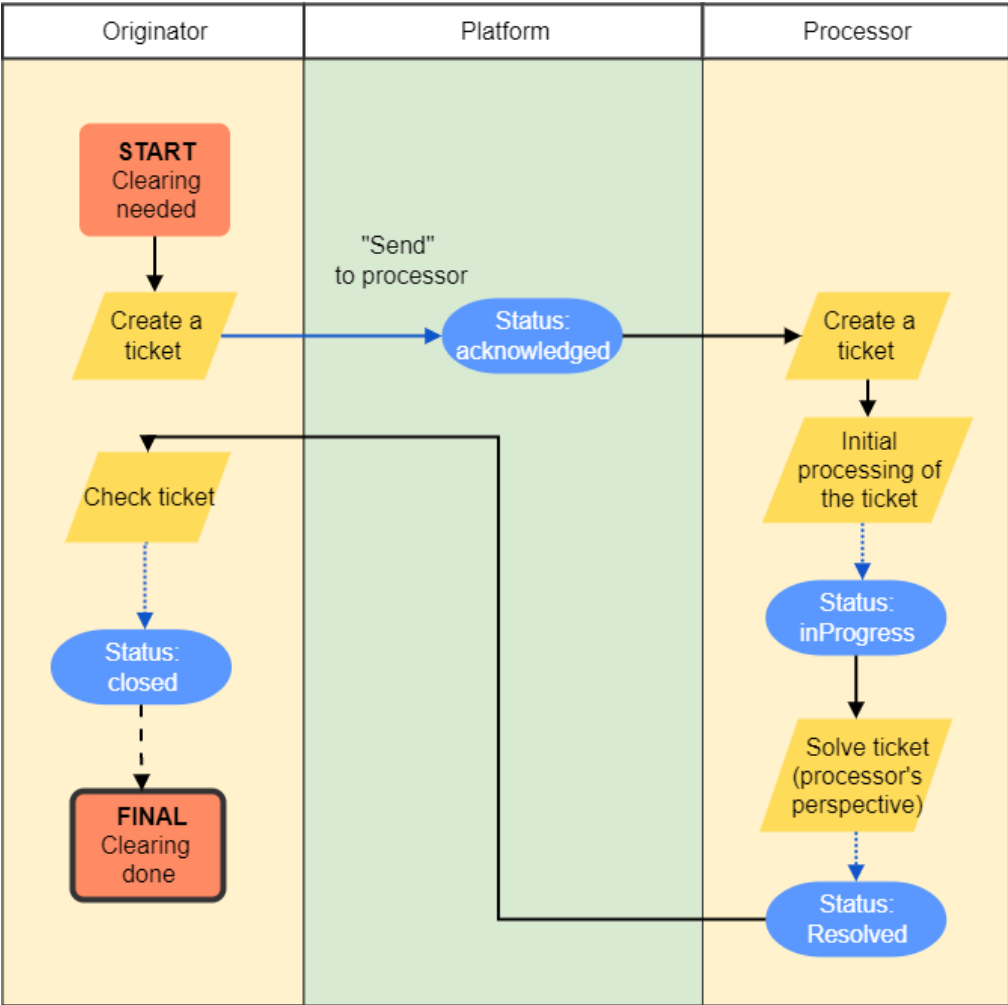 Originator
Platform
Processor
START
Clearing
needed
"Send"
to processor
Create a
ticket
Status:
acknowledged
Create a
ticket
Initial
processing of
the ticket
Check ticket
Status:
inProgress
Status:
closed
Solve ticket
(processor's
perspective)
FINAL
Clearing
done
Status:
Resolved